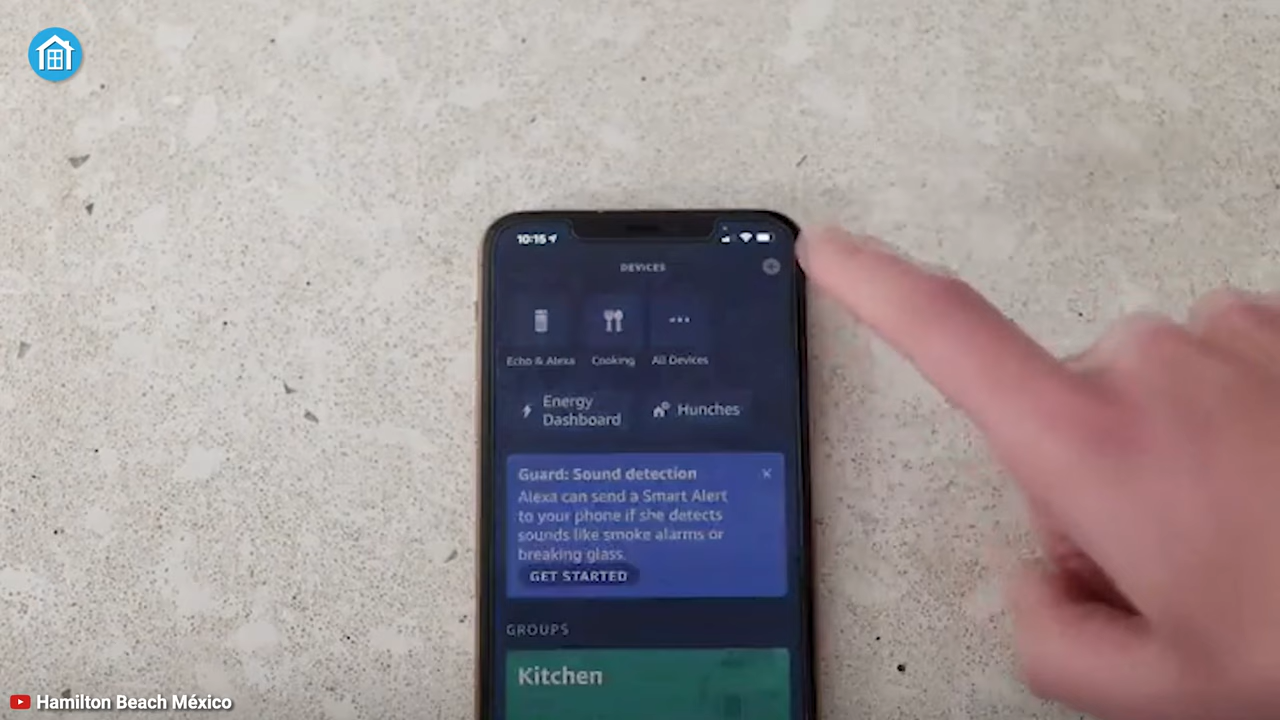 10:15
DEVICES
Echo & Alexa
Cooking
All Devices
Energy
Dashboard
Hunches
Guard: Sound detection
Alexa can send a Smart Alert
to your phone if she detects
sounds like smoke alarms or
breaking glass.
GET STARTED
GROUPS
Kitchen
Hamilton Beach México